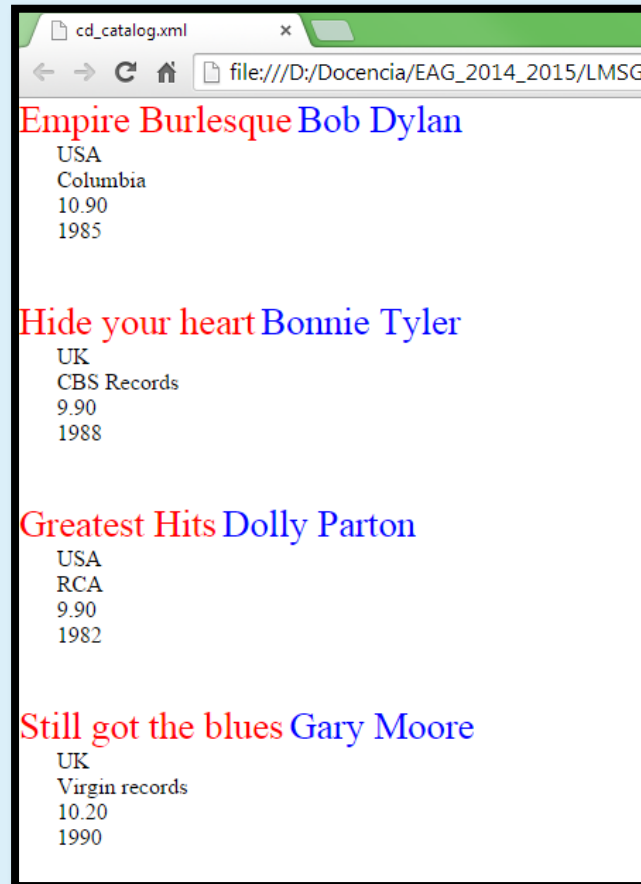 cd_catalog.xml
file:///D:/Docencia/EAG_2014_2015/LMSG
Empire Burlesque Bob Dylan
USA
Columbia
10.90
1985
Hide your heart Bonnie Tyler
UK
CBS Records
9.90
1988
Greatest Hits Dolly Parton
USA
RCA
9.90
1982
Still got the blues Gary Moore
UK
Virgin records
10.20
1990